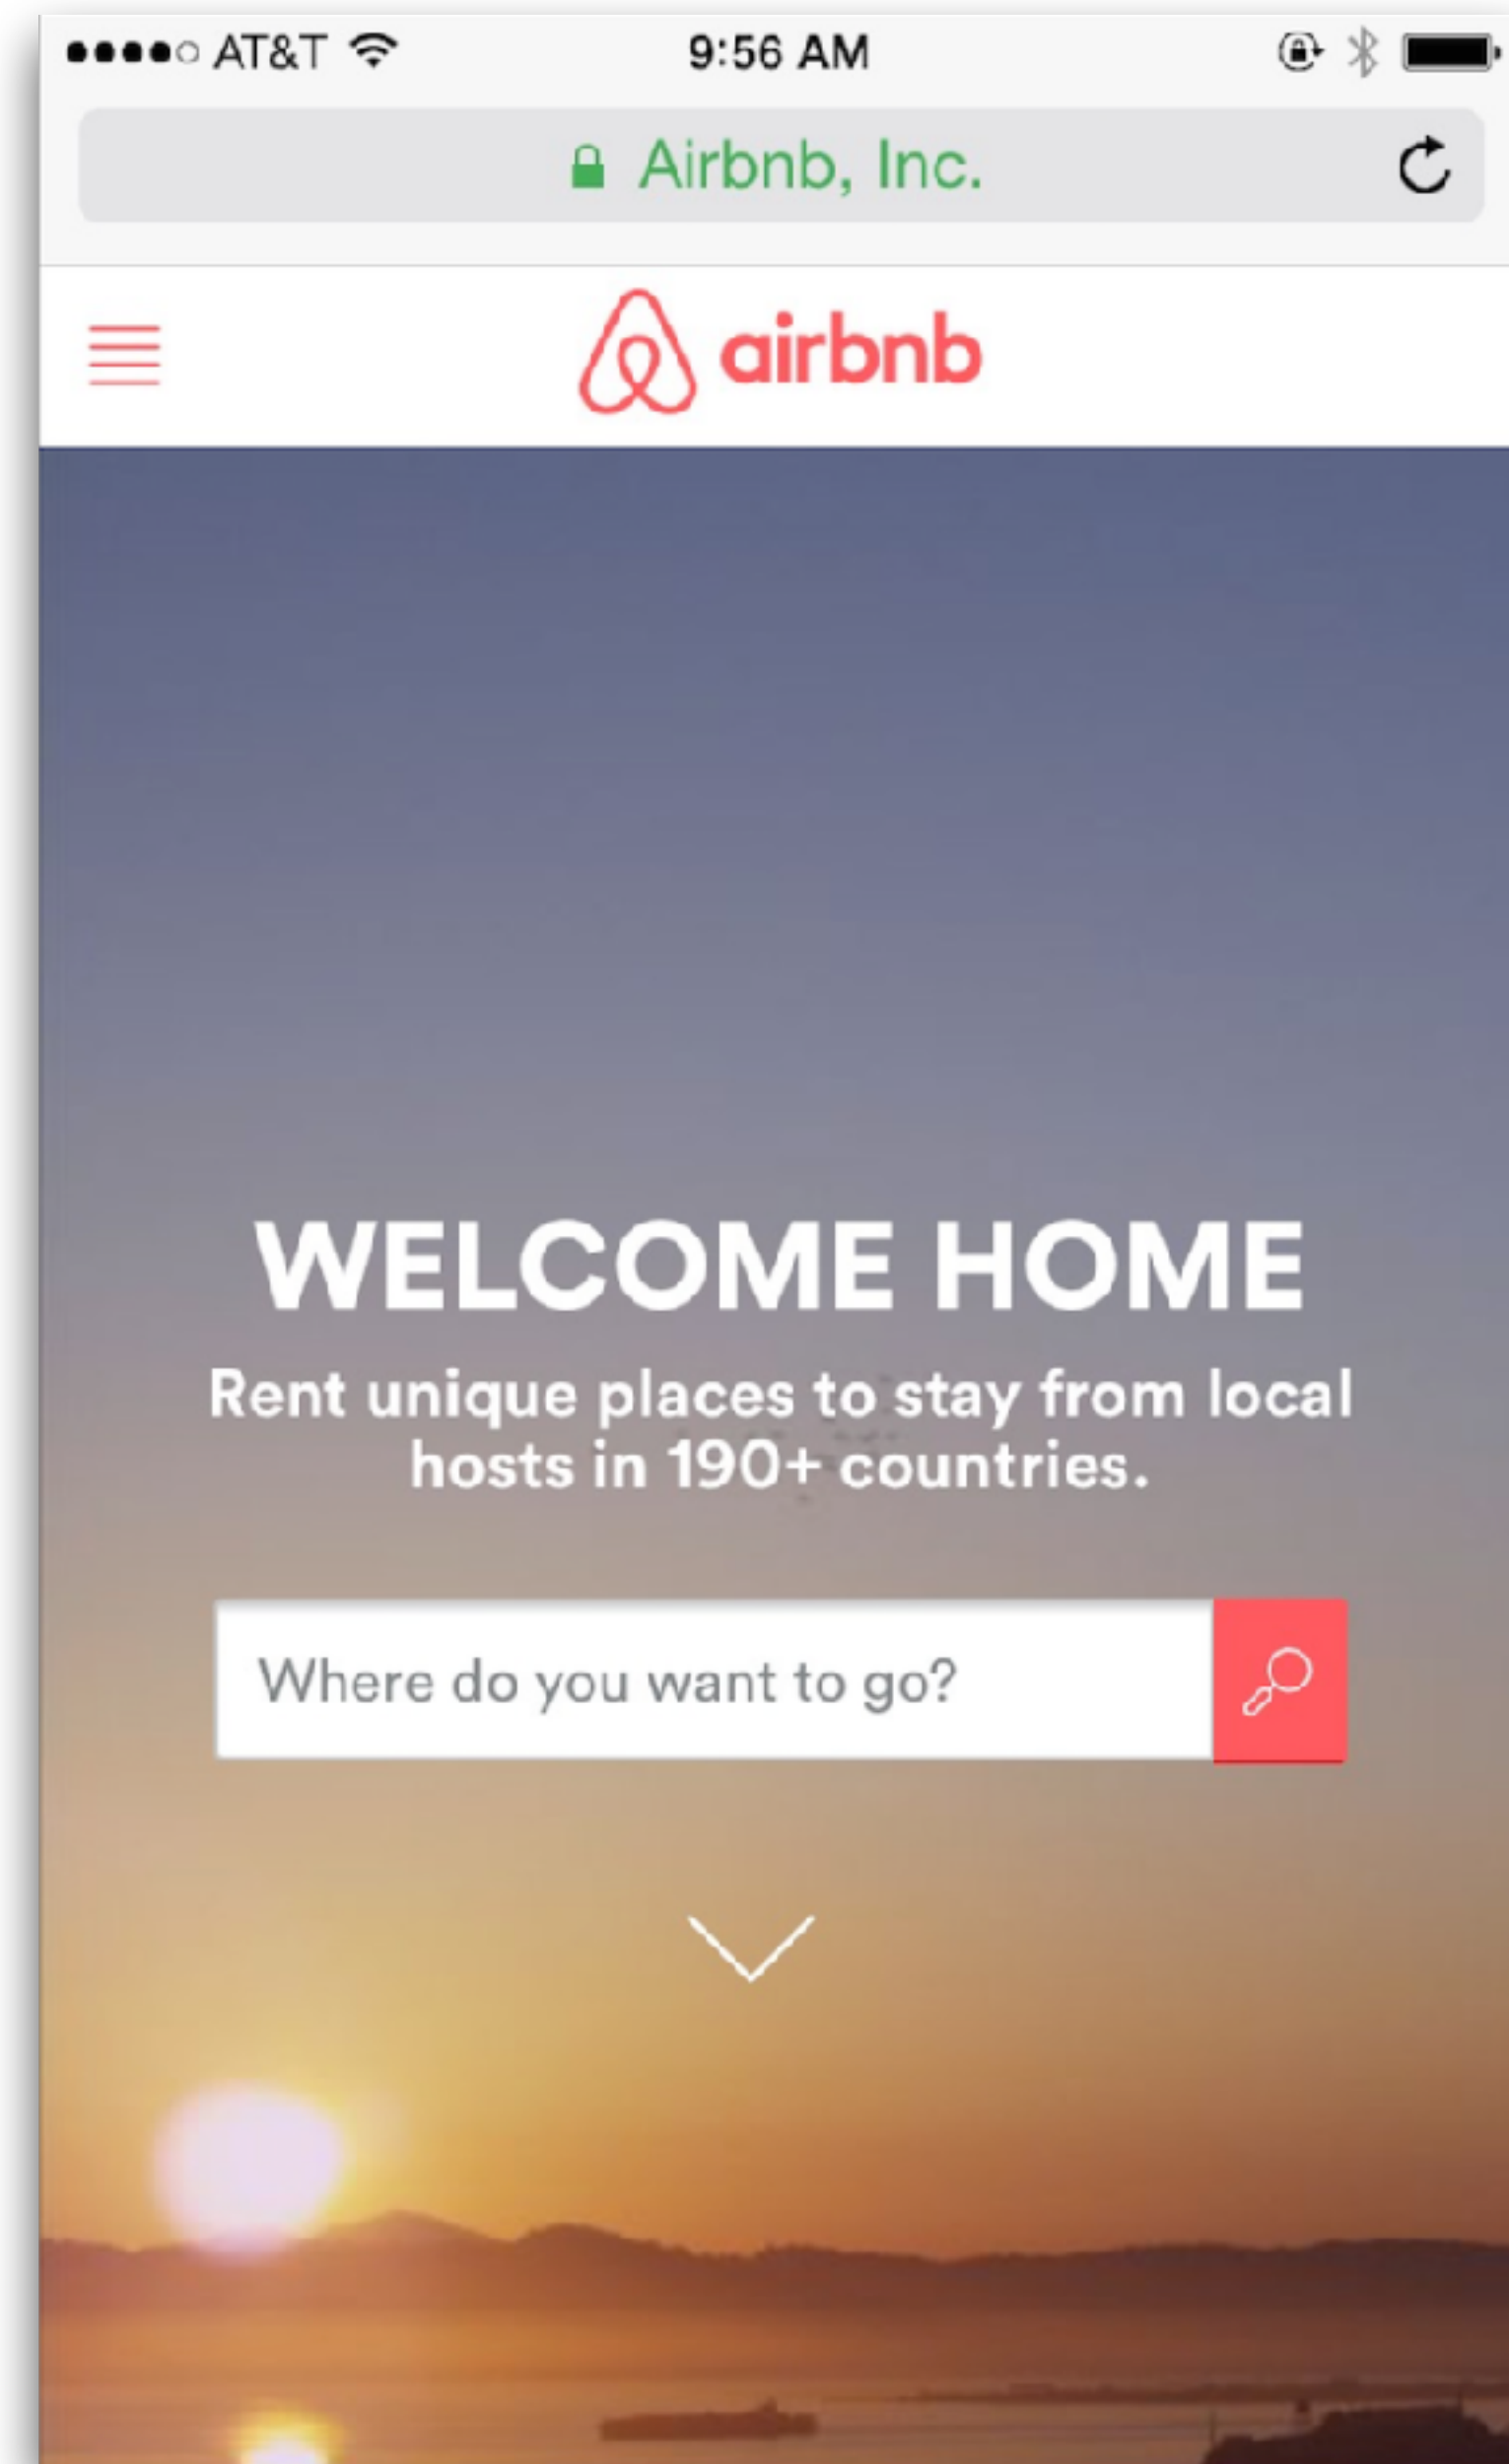 AT&T 9:56 AM
Airbnb, Inc.
airbnb
WELCOME HOME
Rent unique places to stay from local
hosts in 190+ countries.
Where do you want to go?